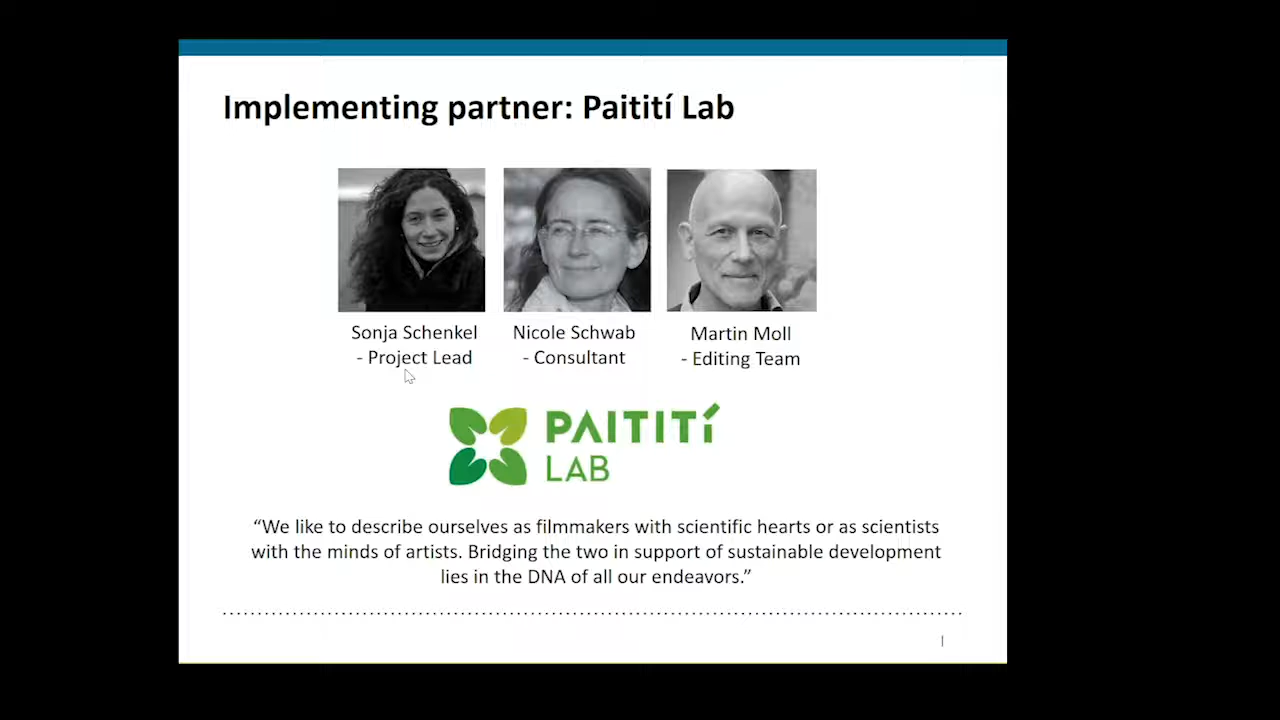 Implementing partner: Paitití Lab
Sonja Schenkel
- Project Lead
Nicole Schwab
- Consultant
Martin Moll
- Editing Team
PAITITÍ
LAB
“We like to describe ourselves as filmmakers with scientific hearts or as scientists
with the minds of artists. Bridging the two in support of sustainable development
lies in the DNA of all our endeavors.”
|